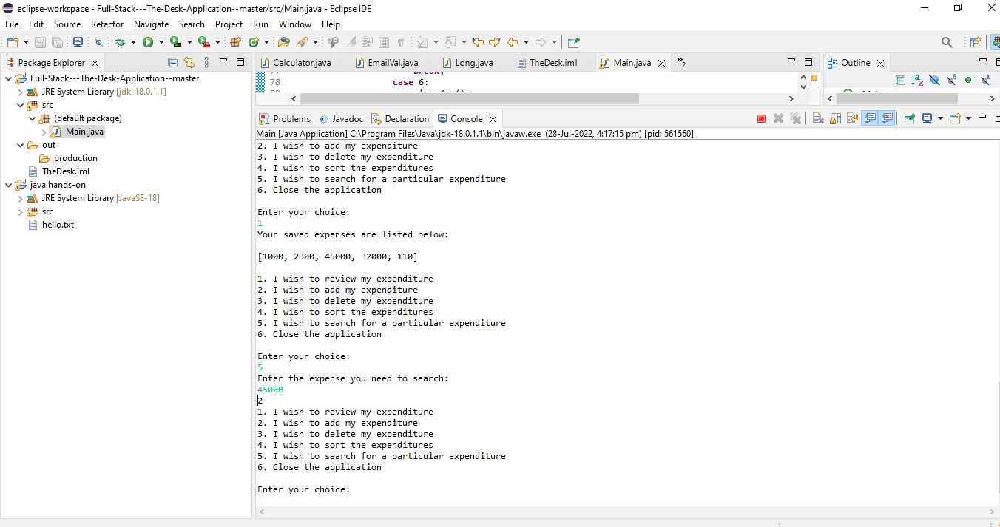 eclipse-workspace - Full-Stack---The-Desk-Application--master/src/Main.java - Eclipse IDE
File Edit Source Refactor Navigate Search Project Run Window Help
Package Explorer
Full-Stack---The-Desk-Application--master
JRE System Library [jdk-18.0.1.1]
src
(default package)
Main.java
out
production
TheDesk.iml
java hands-on
JRE System Library [JavaSE-18]
src
hello.txt
Calculator.java EmailVal.java Long.java TheDesk.iml Main.java 2
78 case 6:
Outline
Problems Javadoc Declaration Console
Main [Java Application] C:\Program Files\Java\jdk-18.0.1.1\bin\javaw.exe (28-Jul-2022, 4:17:15 pm) [pid: 561560]
2. I wish to add my expenditure
3. I wish to delete my expenditure
4. I wish to sort the expenditures
5. I wish to search for a particular expenditure
6. Close the application
Enter your choice:
1
Your saved expenses are listed below:
[1000, 2300, 45000, 32000, 110]
1. I wish to review my expenditure
2. I wish to add my expenditure
3. I wish to delete my expenditure
4. I wish to sort the expenditures
5. I wish to search for a particular expenditure
6. Close the application
Enter your choice:
5
Enter the expense you need to search:
45000
2
1. I wish to review my expenditure
2. I wish to add my expenditure
3. I wish to delete my expenditure
4. I wish to sort the expenditures
5. I wish to search for a particular expenditure
6. Close the application
Enter your choice: